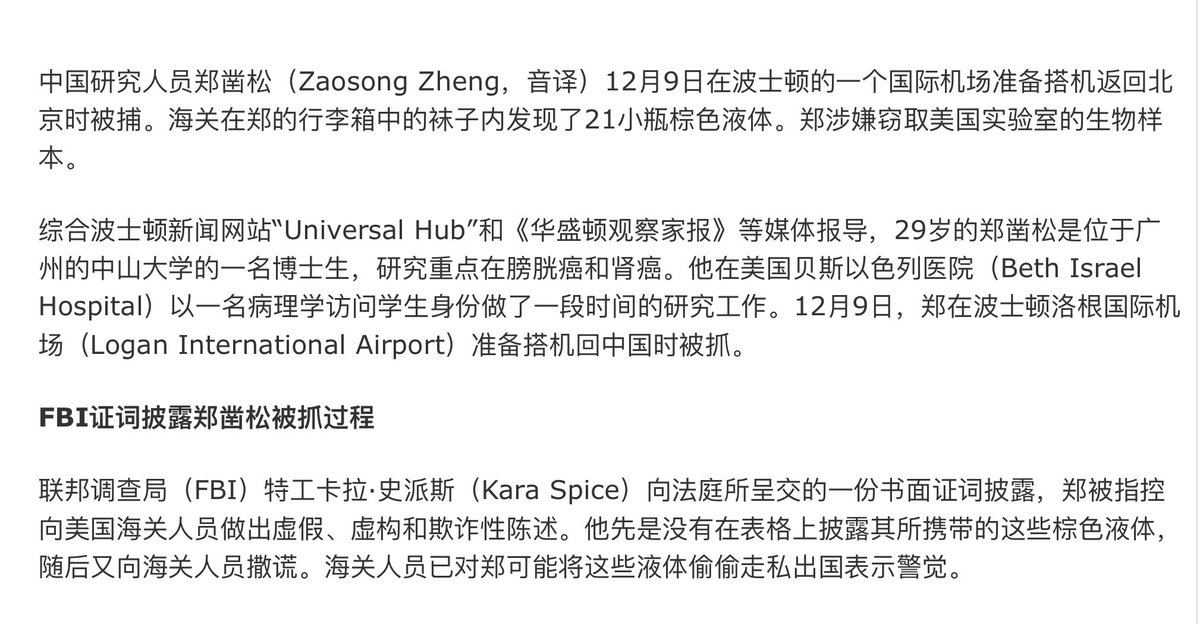 中国研究人员郑凿松（Zaosong Zheng，音译）12月9日在波士顿的一个国际机场准备搭机返回北
京时被捕。海关在郑的行李箱中的袜子内发现了21小瓶棕色液体。郑涉嫌窃取美国实验室的生物样
本。
综合波士顿新闻网站“Universal Hub”和《华盛顿观察家报》等媒体报导，29岁的郑凿松是位于广
州的中山大学的一名博士生，研究重点在膀胱癌和肾癌。他在美国贝斯以色列医院（Beth Israel
Hospital）以一名病理学访问学生身份做了一段时间的研究工作。12月9日，郑在波士顿洛根国际机
场（Logan International Airport）准备搭机回中国时被抓。
FBI证词披露郑凿松被抓过程
联邦调查局（FBI）特工卡拉·史派斯（Kara Spice）向法庭所呈交的一份书面证词披露，郑被指控
向美国海关人员做出虚假、虚构和欺诈性陈述。他先是没有在表格上披露其所携带的这些棕色液体，
随后又向海关人员撒谎。海关人员已对郑可能将这些液体偷偷走私出国表示警觉。